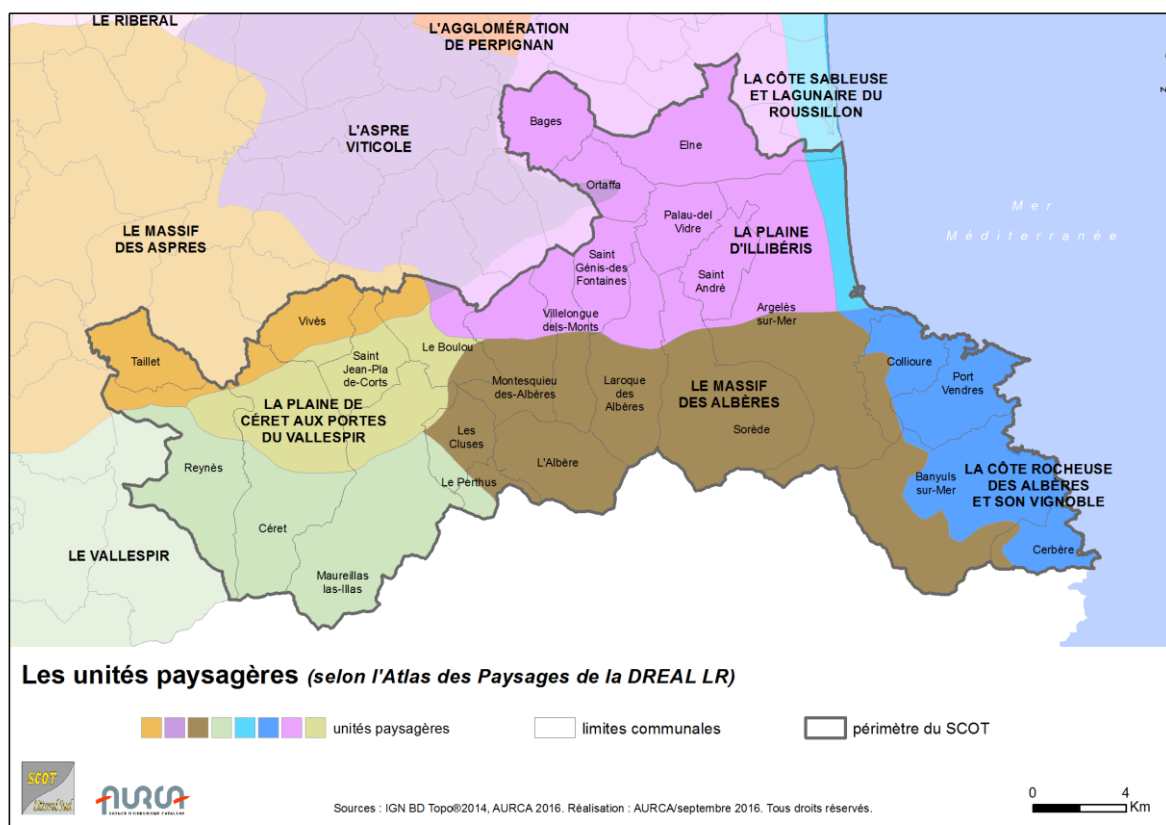 LE RIBERAL
L'AGGLOMÉRATION
DE PERPIGNAN
LA CÔTE SABLEUSE
ET LAGUNAIRE DU
ROUSSILLON
z
Bages
Elne
L'ASPRE
VITICOLE
Ortaffa
Palau-del
Vidre
Mer
Méditerranée
LE MASSIF
DES ASPRES
LA PLAINE
D'ILLIBÉRIS
Saint
Génis-des
Fontaines
Saint
André
Argelès
sur-Mer
Vivès
Villelongue
dels-Monts
Taillet
Saint
Jean-Pla
de-Corts
Le Boulou
Collioure
Port
Vendres
Montesquieu
des-Albères
Laroque
des
Albères
LE MASSIF
DES ALBÈRES
LA PLAINE DE
CÉRET AUX PORTES
DU VALLESPIR
Les
Cluses
Sorède
L'Albère
Reynès
Le Perthus
Banyuls
sur-Mer
LA CÔTE ROCHEUSE
DES ALBÈRES
ET SON VIGNOBLE
Céret
Cerbère
LE VALLESPIR
Maureillas
las-Illas
Les unités paysagères (selon l'Atlas des Paysages de la DREAL LR)
unités paysagères
limites communales
périmètre du SCOT
SCOT
Littoral Sud
AURCA
AGENCE D'URBANISME CATALANE
Sources : IGN BD Topo®2014, AURCA 2016. Réalisation : AURCA/septembre 2016. Tous droits réservés.
0 4
Km